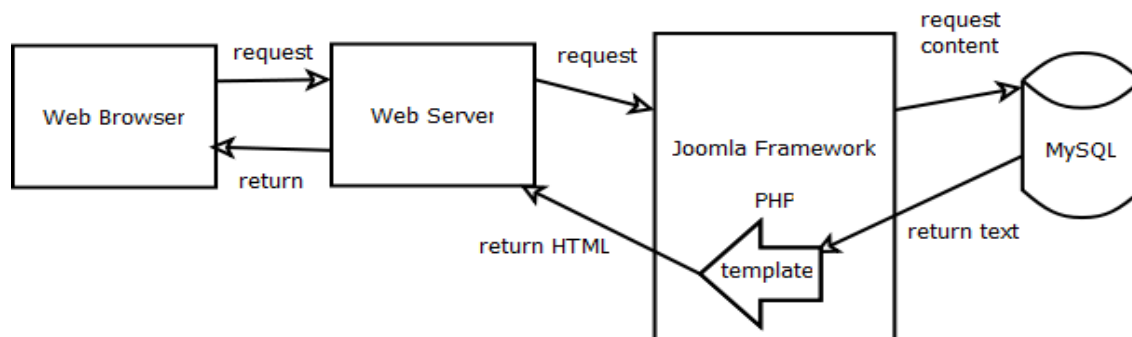 request
content
request
request
Web Browser
Web Server
Joomla Framework
MySQL
return
PHP
return text
return HTML
template